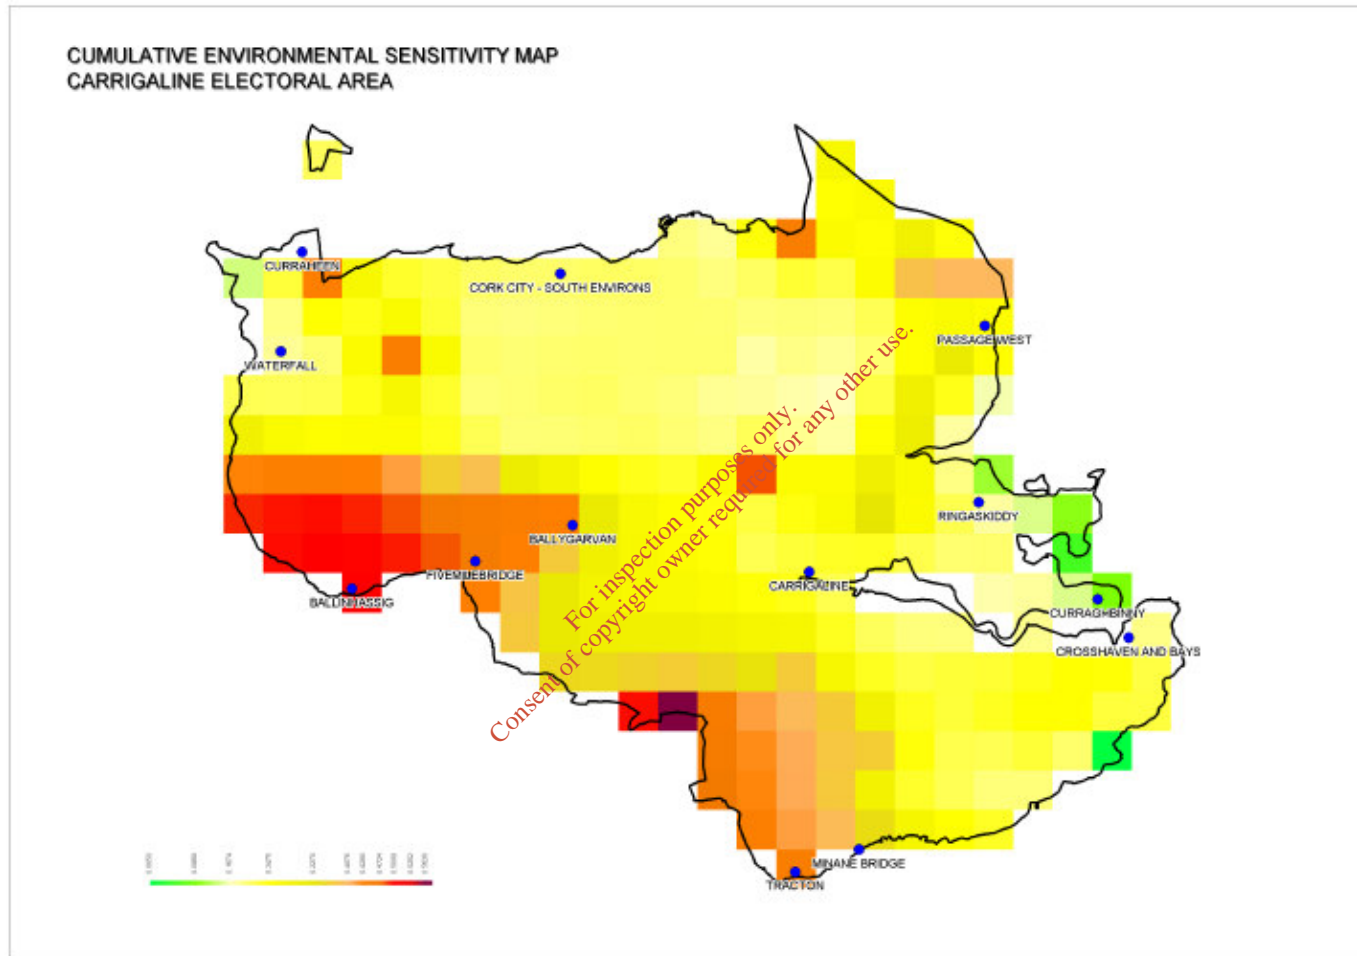 CUMULATIVE ENVIRONMENTAL SENSITIVITY MAP
CARRIGALINE ELECTORAL AREA
CURRAHEEN
CORK CITY - SOUTH ENVIRONS
PASSAGE WEST
WATERFALL
RINGASKIDDY
BALLYGARVAN
FIVEMILEBRIDGE
CARRIGALINE
BALLINHASSIG
CURRAGHBINNY
CROSSHAVEN AND BAYS
For inspection purposes only.
Consent of copyright owner required for any other use.
MINANE BRIDGE
TRACTON